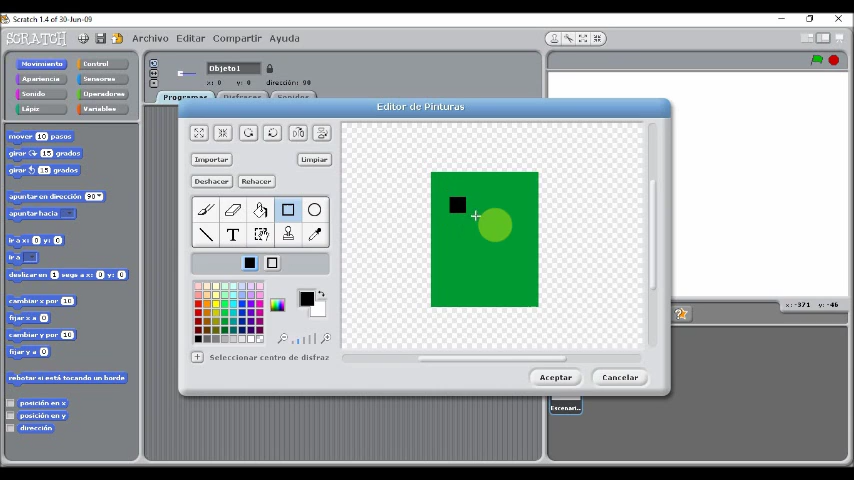 Scratch 1.4 of 30-Jun-09
SCRATCH
Archivo Editar Compartir Ayuda
Movimiento Control
Apariencia Sensores
Sonido Operadores
Lápiz Variables
Objeto1
x: 0 y: 0 dirección: 90
Programas Disfraces Sonidos
mover 10 pasos
girar 15 grados
girar 15 grados
apuntar en dirección 90
apuntar hacia
ir a x: 0 y: 0
ir a
deslizar en 1 segs a x: 0 y: 0
cambiar x por 10
fijar x a 0
cambiar y por 10
fijar y a 0
rebotar si está tocando un borde
posición en x
posición en y
dirección
Editor de Pinturas
Importar Limpiar
Deshacer Rehacer
T
Seleccionar centro de disfraz
Aceptar Cancelar
x: -371 y: -46
Escenari...